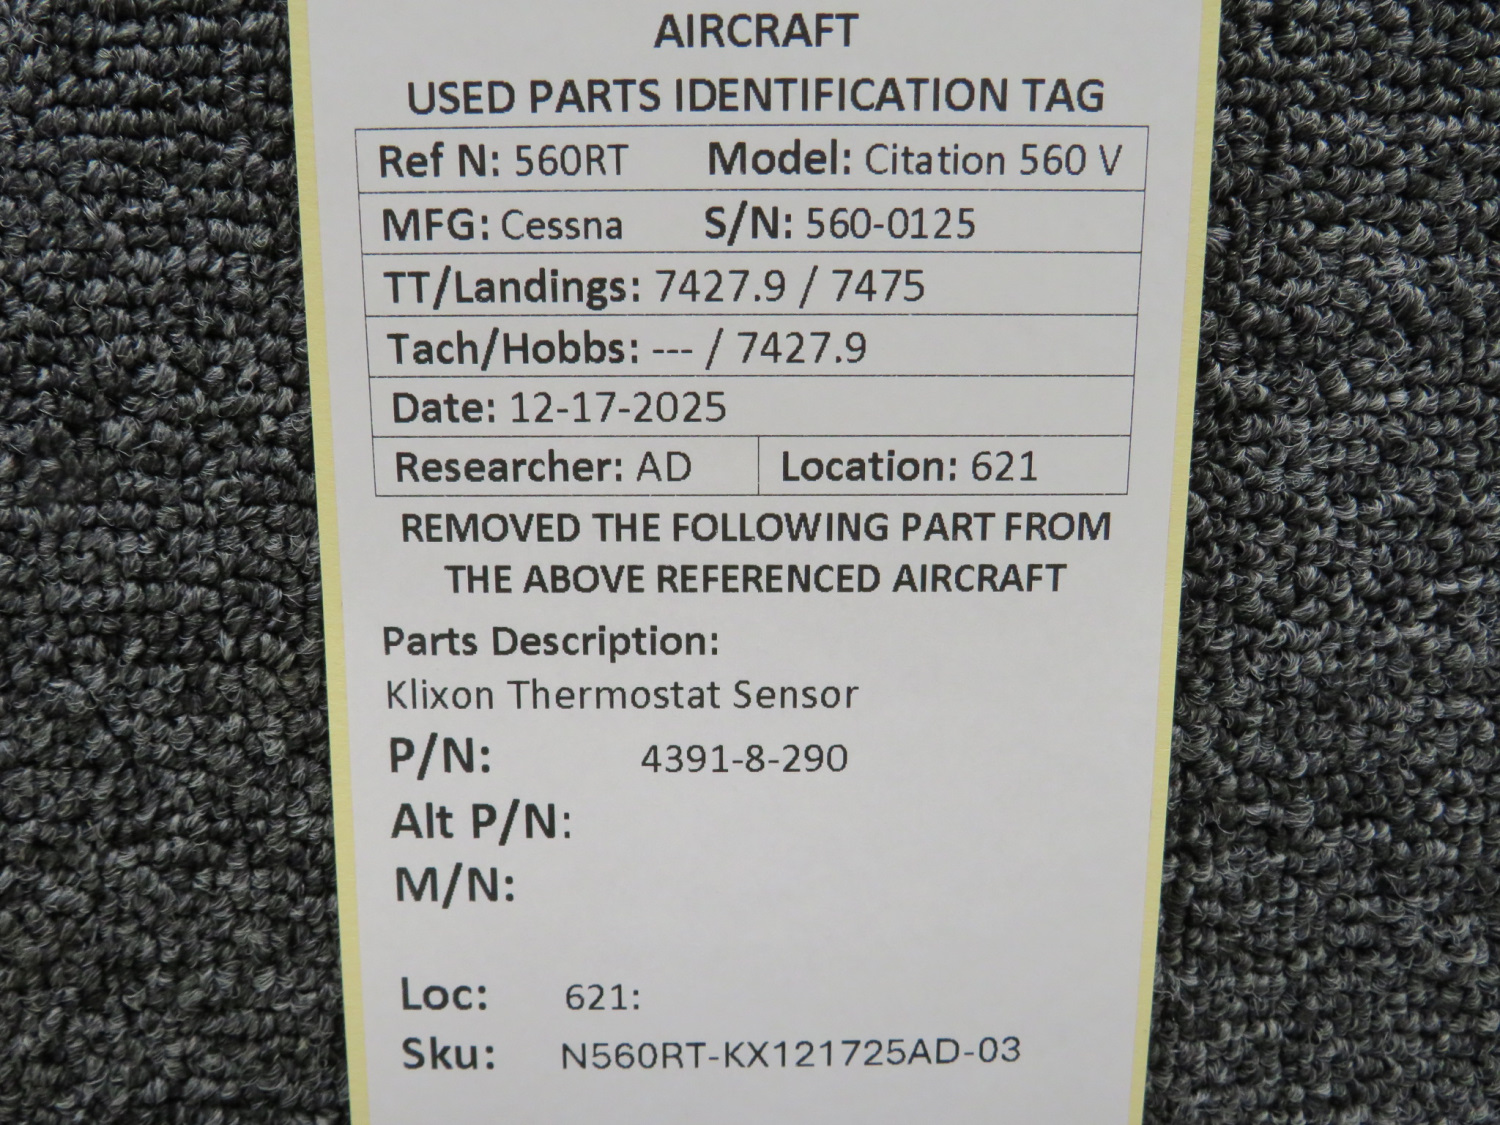 AIRCRAFT
USED PARTS IDENTIFICATION TAG
Ref N: 560RT Model: Citation 560 V
MFG: Cessna S/N: 560-0125
TT/Landings: 7427.9 / 7475
Tach/Hobbs: --- / 7427.9
Date: 12-17-2025
Researcher: AD Location: 621
REMOVED THE FOLLOWING PART FROM
THE ABOVE REFERENCED AIRCRAFT
Parts Description:
Klixon Thermostat Sensor
P/N: 4391-8-290
Alt P/N:
M/N:
Loc: 621:
Sku: N560RT-KX121725AD-03